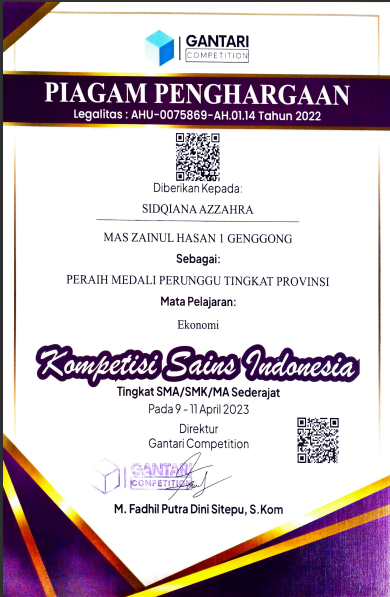 GANTARI
COMPETITION
PIAGAM PENGHARGAAN
Legalitas : AHU-0075869-AH.01.14 Tahun 2022
Diberikan Kepada:
SIDQIANA AZZAHRA
MAS ZAINUL HASAN 1 GENGGONG
Sebagai:
PERAIH MEDALI PERUNGGU TINGKAT PROVINSI
Mata Pelajaran:
Ekonomi
Kompetisi Sains Indonesia
Tingkat SMA/SMK/MA Sederajat
Pada 9 - 11 April 2023
Direktur
Gantari Competition
GANTARI
COMPETITION
M. Fadhil Putra Dini Sitepu, S.Kom